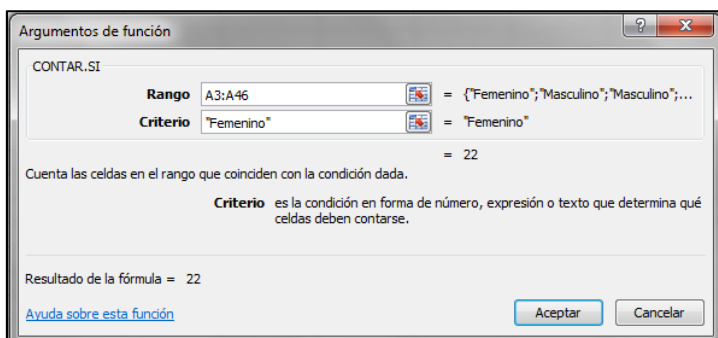 Argumentos de función
CONTAR.SI
Rango A3:A46 = {"Femenino";"Masculino";"Masculino";...
Criterio "Femenino" = "Femenino"
= 22
Cuenta las celdas en el rango que coinciden con la condición dada.
Criterio es la condición en forma de número, expresión o texto que determina qué
celdas deben contarse.
Resultado de la fórmula = 22
Ayuda sobre esta función Aceptar Cancelar